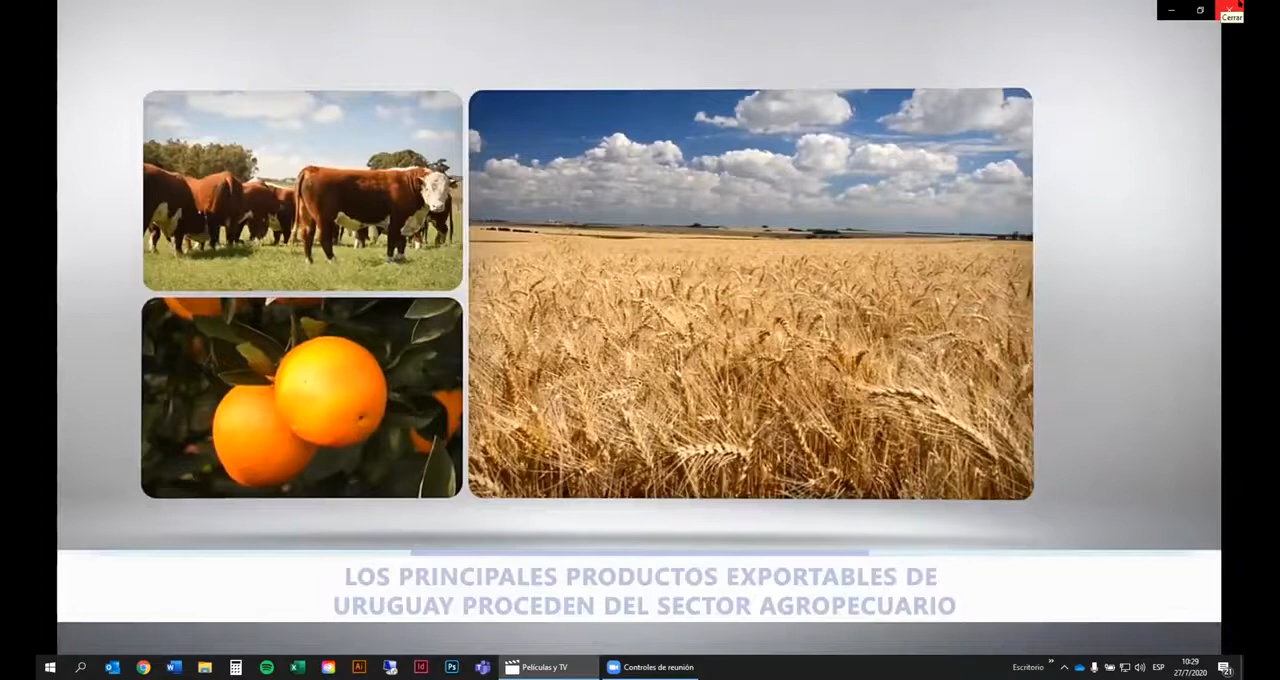 Cerrar
LOS PRINCIPALES PRODUCTOS EXPORTABLES DE
URUGUAY PROCEDEN DEL SECTOR AGROPECUARIO
Películas y TV
Controles de reunión
Escritorio
ESP
10:29
27/7/2020
21